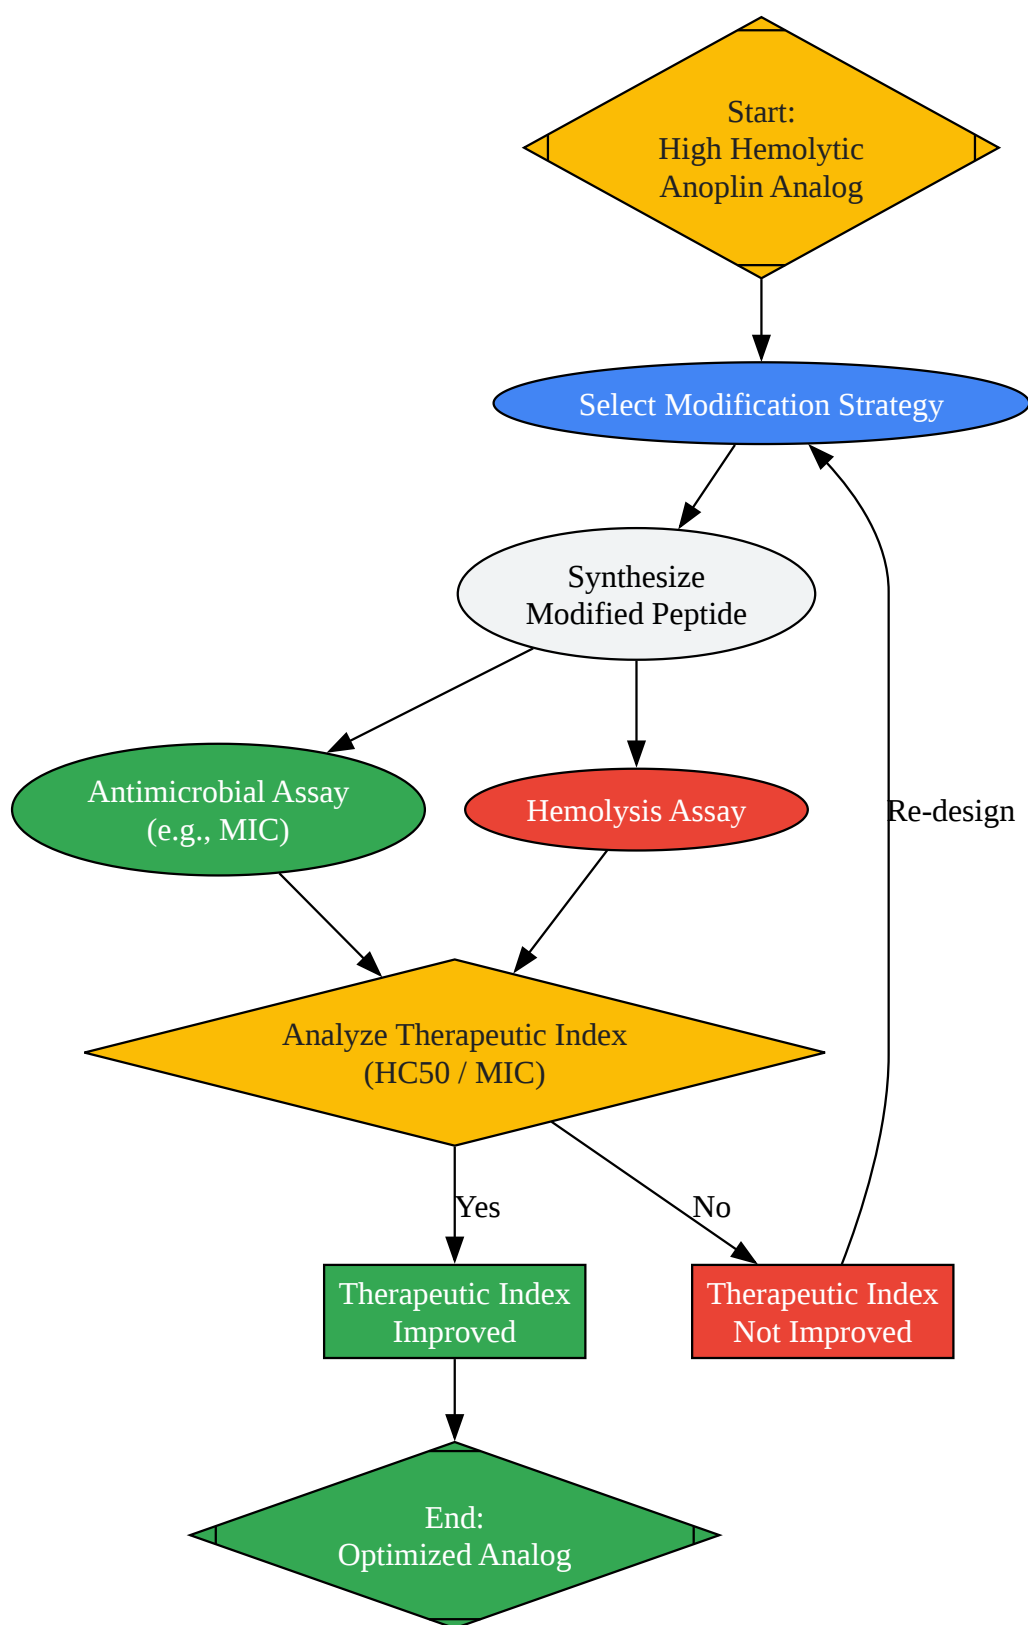 Start:
High Hemolytic
Anoplin Analog
Select Modification Strategy
Synthesize
Modified Peptide
Antimicrobial Assay
(e.g., MIC)
Hemolysis Assay
Re-design
Analyze Therapeutic Index
(HC50 / MIC)
Yes
No
Therapeutic Index
Improved
Therapeutic Index
Not Improved
End:
Optimized Analog